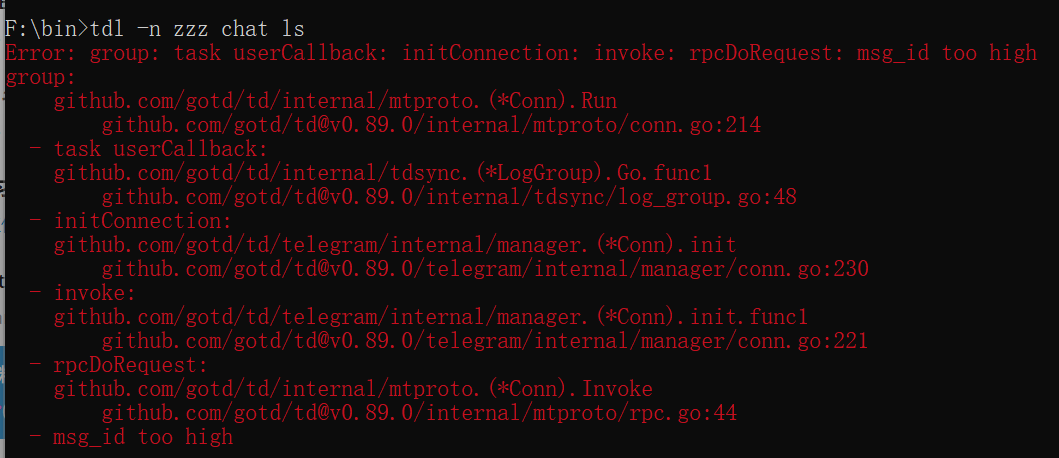 F:\bin>tdl -n zzz chat ls
Error: group: task userCallback: initConnection: invoke: rpcDoRequest: msg_id too high
group:
    github.com/gotd/td/internal/mtproto.(*Conn).Run
        github.com/gotd/td@v0.89.0/internal/mtproto/conn.go:214
  - task userCallback:
    github.com/gotd/td/internal/tdsync.(*LogGroup).Go.func1
        github.com/gotd/td@v0.89.0/internal/tdsync/log_group.go:48
  - initConnection:
    github.com/gotd/td/telegram/internal/manager.(*Conn).init
        github.com/gotd/td@v0.89.0/telegram/internal/manager/conn.go:230
  - invoke:
    github.com/gotd/td/telegram/internal/manager.(*Conn).init.func1
        github.com/gotd/td@v0.89.0/telegram/internal/manager/conn.go:221
  - rpcDoRequest:
    github.com/gotd/td/internal/mtproto.(*Conn).Invoke
        github.com/gotd/td@v0.89.0/internal/mtproto/rpc.go:44
  - msg_id too high